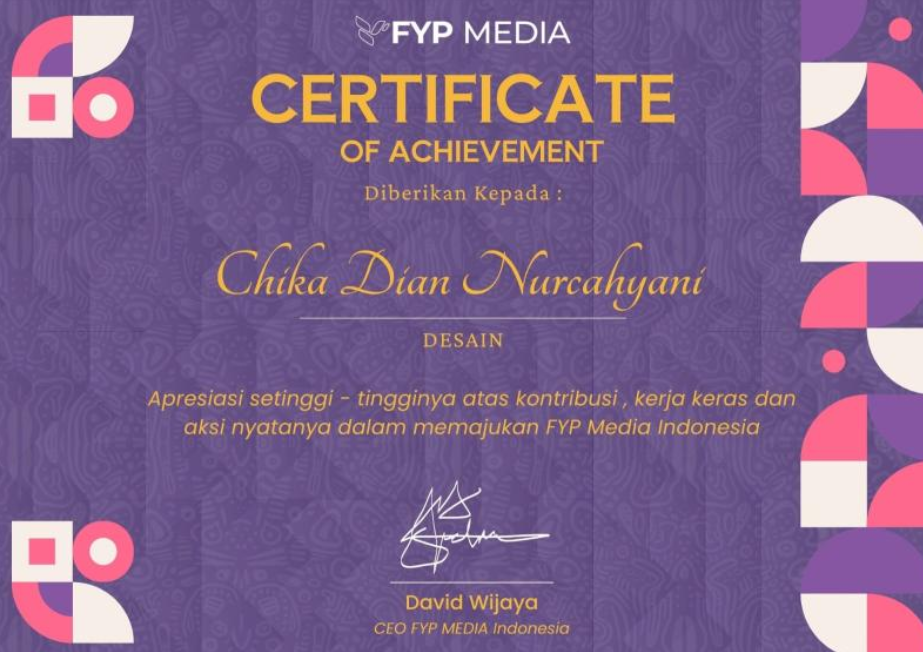 FYP MEDIA
CERTIFICATE
OF ACHIEVEMENT
Diberikan Kepada :
Chika Dian Nurcahyani
DESAIN
Apresiasi setinggi - tingginya atas kontribusi , kerja keras dan
aksi nyatanya dalam memajukan FYP Media Indonesia
David Wijaya
CEO FYP MEDIA Indonesia